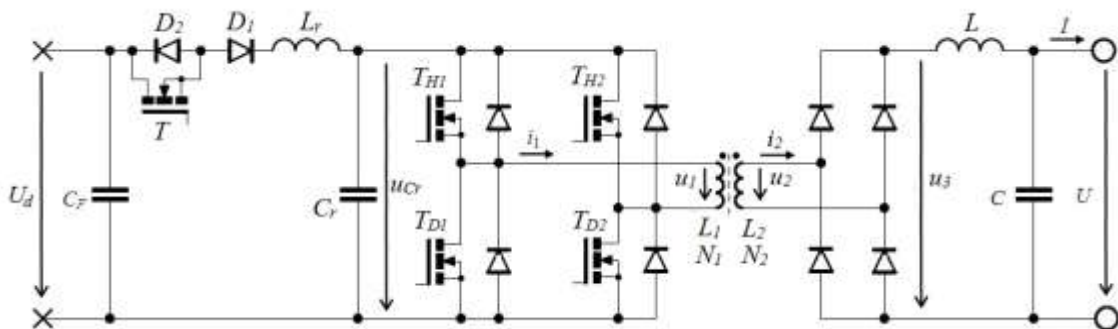 D2 D1 Lr L I
TH1 TH2
T
i1 i2
Ud CF uCr u1 u2 u3 C U
Cr
TD1 TD2 L1 L2
N1 N2